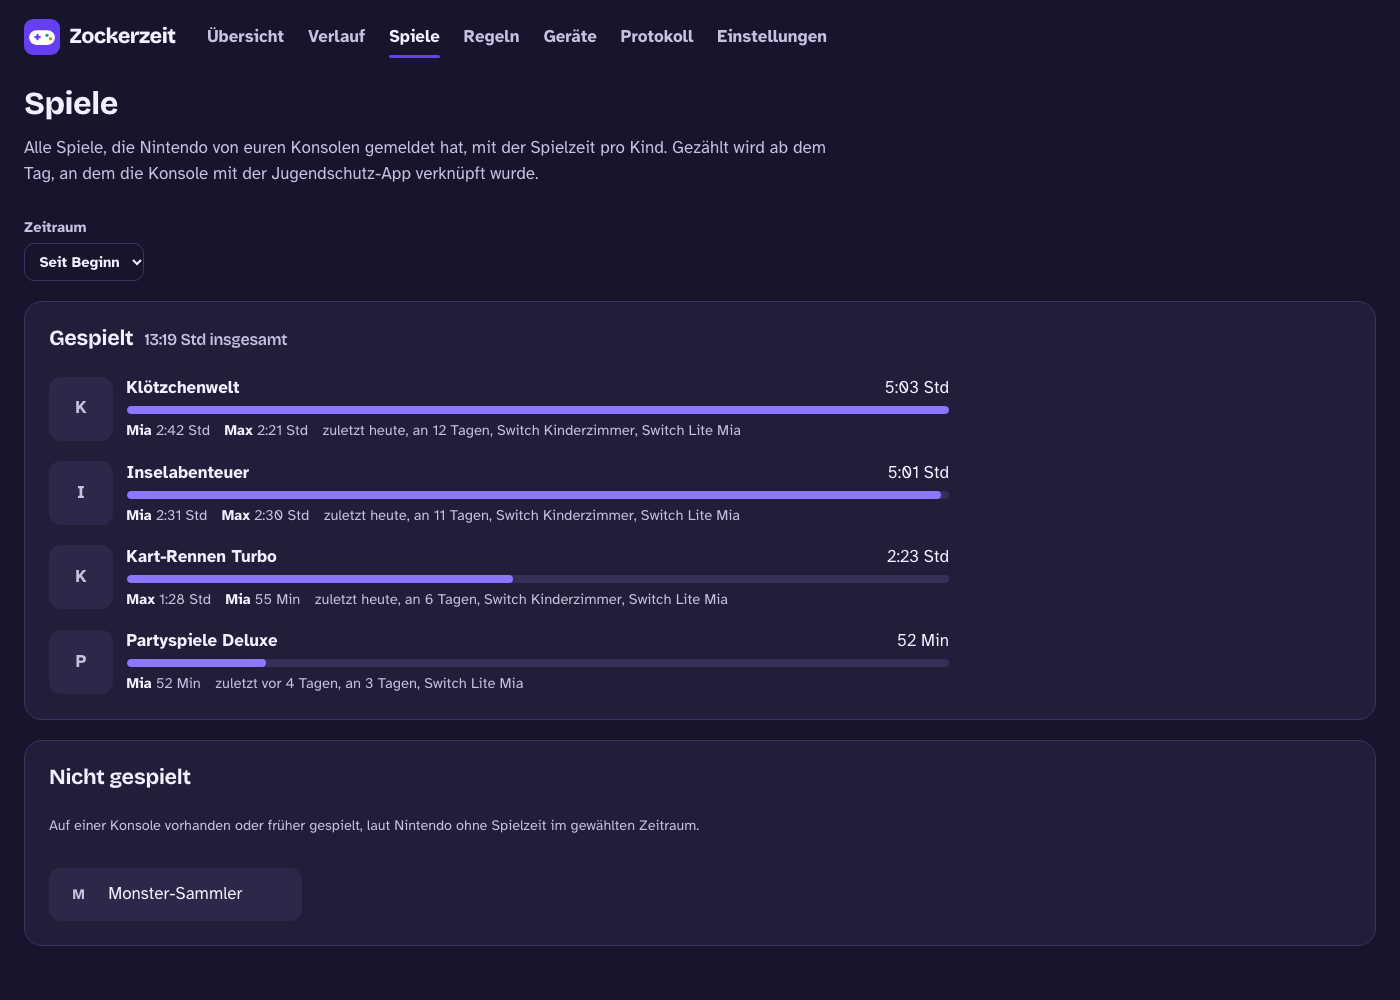 Zockerzeit Übersicht Verlauf Spiele Regeln Geräte Protokoll Einstellungen
Spiele
Alle Spiele, die Nintendo von euren Konsolen gemeldet hat, mit der Spielzeit pro Kind. Gezählt wird ab dem
Tag, an dem die Konsole mit der Jugendschutz-App verknüpft wurde.
Zeitraum
Seit Beginn
Gespielt 13:19 Std insgesamt
K
Klötzchenwelt 5:03 Std
Mia 2:42 Std Max 2:21 Std zuletzt heute, an 12 Tagen, Switch Kinderzimmer, Switch Lite Mia
I
Inselabenteuer 5:01 Std
Mia 2:31 Std Max 2:30 Std zuletzt heute, an 11 Tagen, Switch Kinderzimmer, Switch Lite Mia
K
Kart-Rennen Turbo 2:23 Std
Max 1:28 Std Mia 55 Min zuletzt heute, an 6 Tagen, Switch Kinderzimmer, Switch Lite Mia
P
Partyspiele Deluxe 52 Min
Mia 52 Min zuletzt vor 4 Tagen, an 3 Tagen, Switch Lite Mia
Nicht gespielt
Auf einer Konsole vorhanden oder früher gespielt, laut Nintendo ohne Spielzeit im gewählten Zeitraum.
M Monster-Sammler